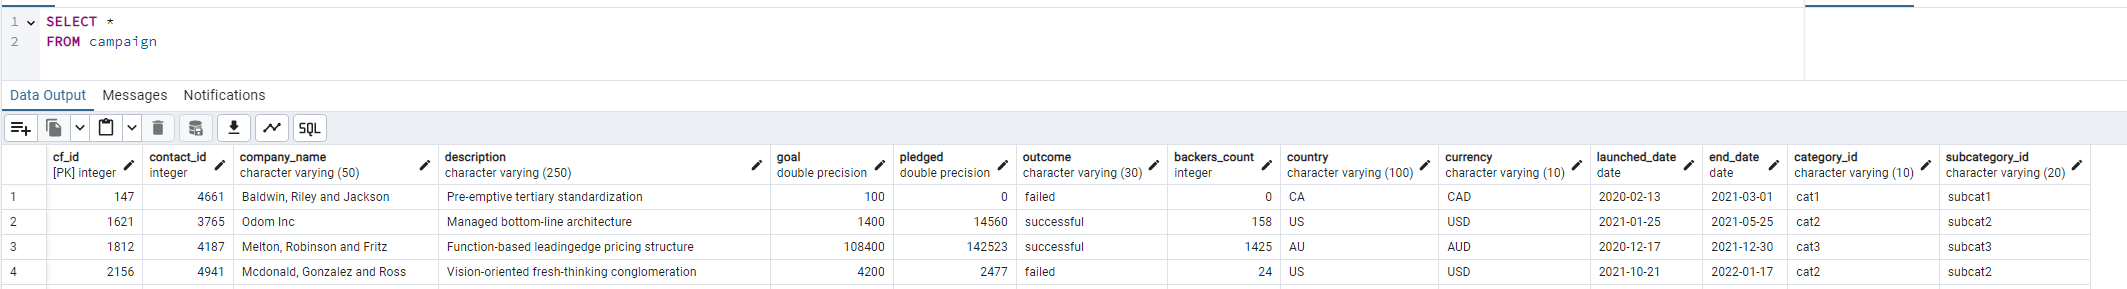 1 SELECT *
2 FROM campaign
Data Output Messages Notifications
SQL
cf_id contact_id company_name description goal pledged outcome backers_count country currency launched_date end_date category_id subcategory_id
[PK] integer integer character varying (50) character varying (250) double precision double precision character varying (30) integer character varying (100) character varying (10) date date character varying (10) character varying (20)
1 147 4661 Baldwin, Riley and Jackson Pre-emptive tertiary standardization 100 0 failed 0 CA CAD 2020-02-13 2021-03-01 cat1 subcat1
2 1621 3765 Odom Inc Managed bottom-line architecture 1400 14560 successful 158 US USD 2021-01-25 2021-05-25 cat2 subcat2
3 1812 4187 Melton, Robinson and Fritz Function-based leadingedge pricing structure 108400 142523 successful 1425 AU AUD 2020-12-17 2021-12-30 cat3 subcat3
4 2156 4941 Mcdonald, Gonzalez and Ross Vision-oriented fresh-thinking conglomeration 4200 2477 failed 24 US USD 2021-10-21 2022-01-17 cat2 subcat2